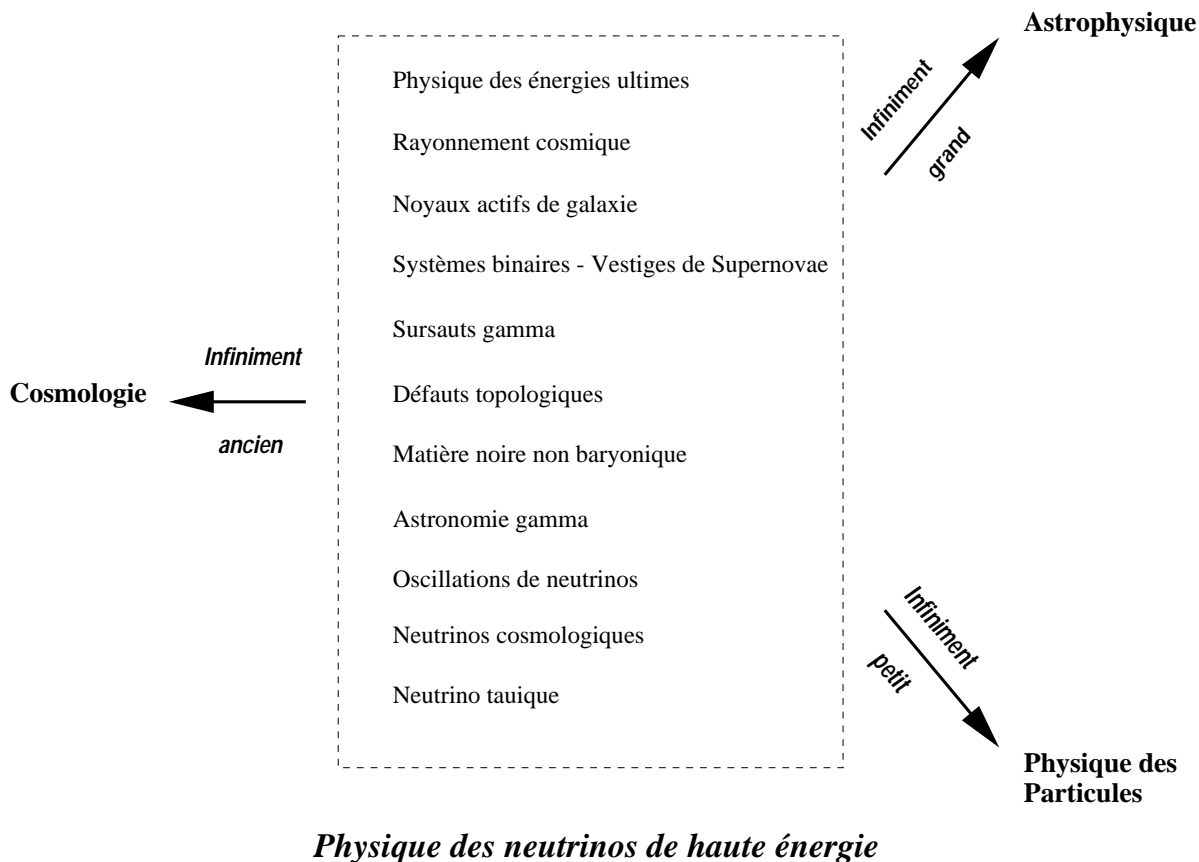 Astrophysique
Infiniment
grand
Physique des énergies ultimes
Rayonnement cosmique
Noyaux actifs de galaxie
Systèmes binaires - Vestiges de Supernovae
Sursauts gamma
Infiniment
Cosmologie
ancien
Défauts topologiques
Matière noire non baryonique
Astronomie gamma
Oscillations de neutrinos
Neutrinos cosmologiques
Neutrino tauique
Infiniment
petit
Physique des
Particules
Physique des neutrinos de haute énergie